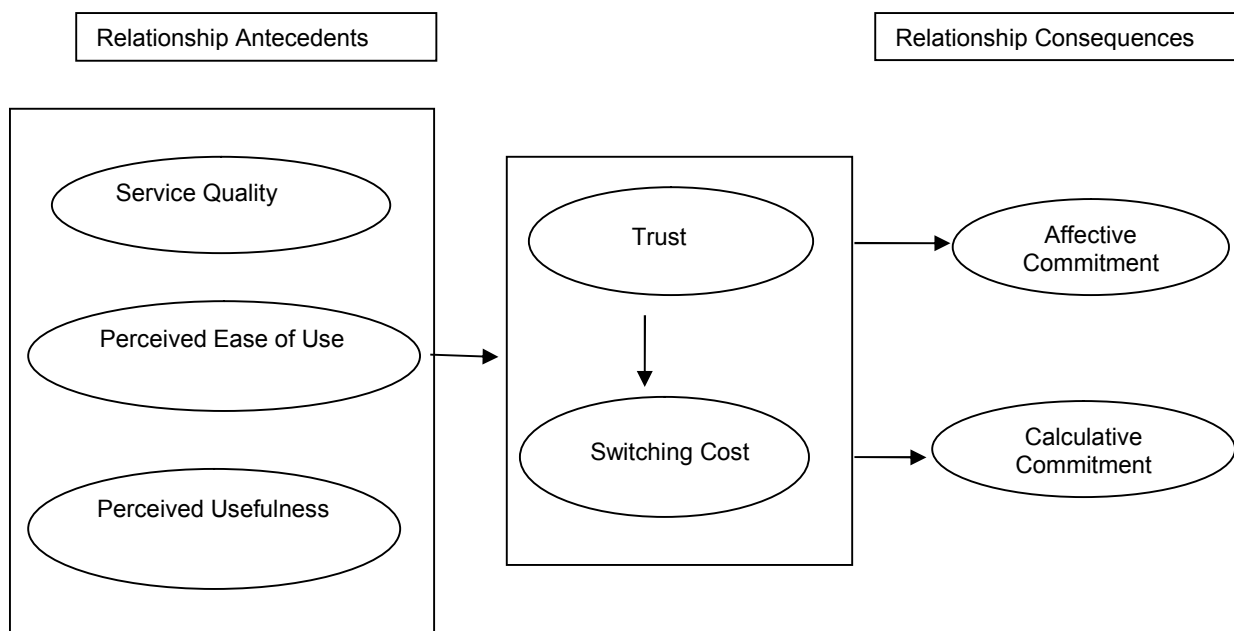 Relationship Antecedents
Relationship Consequences
Service Quality
Perceived Ease of Use
Perceived Usefulness
Trust
Switching Cost
Affective
Commitment
Calculative
Commitment